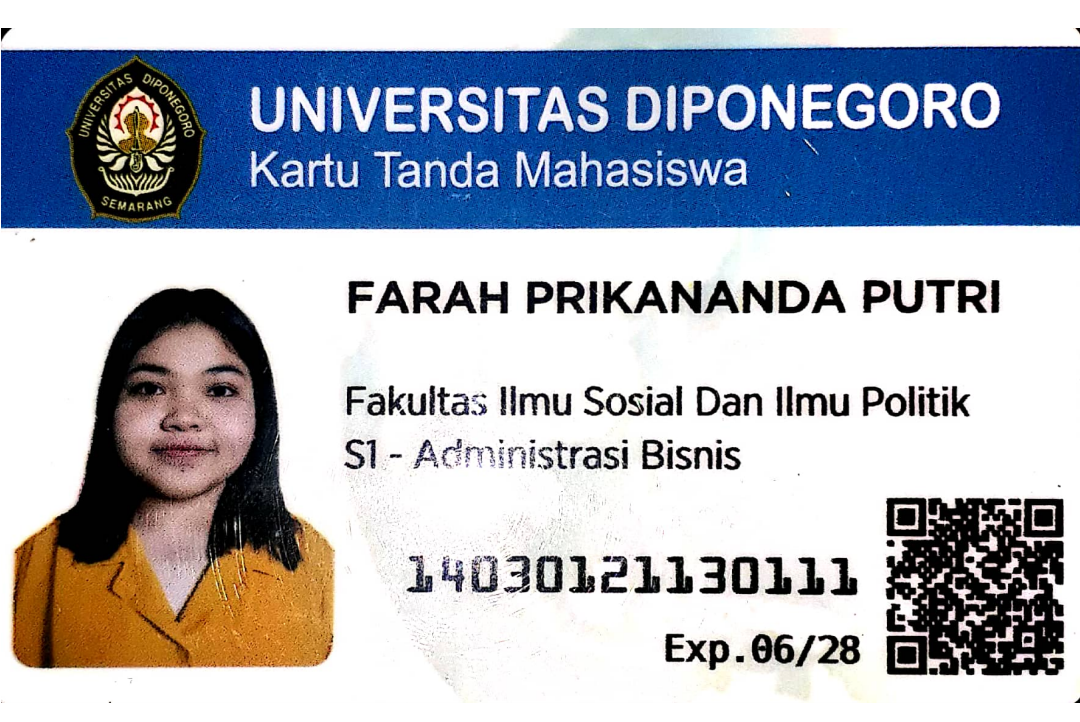 UNIVERSITAS DIPONEGORO
SEMARANG
UNIVERSITAS DIPONEGORO
Kartu Tanda Mahasiswa
FARAH PRIKANANDA PUTRI
Fakultas Ilmu Sosial Dan Ilmu Politik
S1 - Administrasi Bisnis
14030121130111
Exp.06/28